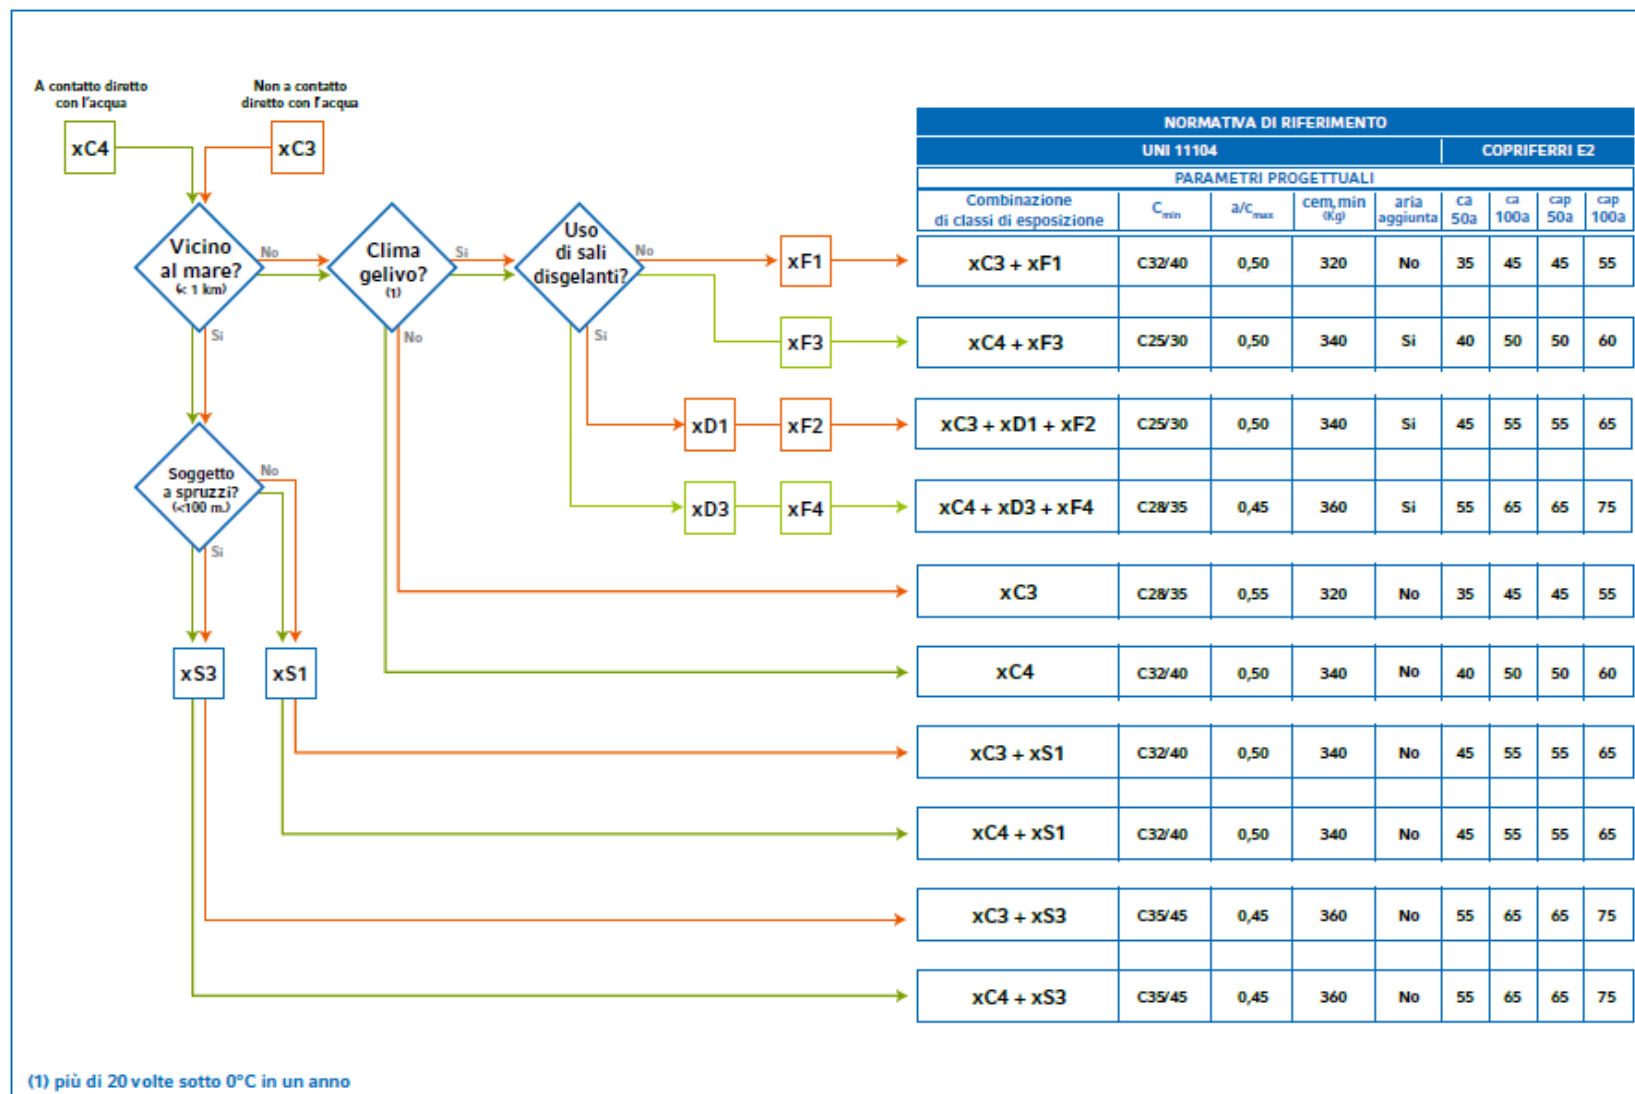 A contatto diretto
con l'acqua
Non a contatto
diretto con l'acqua
xC4
xC3
Vicino
al mare?
(< 1 km)
No
Si
Clima
gelivo?
(1)
Si
No
Uso
di sali
disgelanti?
No
Si
xF1
xF3
xD1
xF2
xD3
xF4
Soggetto
a spruzzi?
(<100 m.)
No
Si
xS3
xS1
NORMATIVA DI RIFERIMENTO
UNI 11104 COPRIFERRI E2
PARAMETRI PROGETTUALI
Combinazione
di classi di esposizione
Cmin
a/cmax
cem,min
(Kg)
aria
aggiunta
ca
50a
ca
100a
cap
50a
cap
100a
xC3 + xF1 C32/40 0,50 320 No 35 45 45 55
xC4 + xF3 C25/30 0,50 340 Si 40 50 50 60
xC3 + xD1 + xF2 C25/30 0,50 340 Si 45 55 55 65
xC4 + xD3 + xF4 C28/35 0,45 360 Si 55 65 65 75
xC3 C28/35 0,55 320 No 35 45 45 55
xC4 C32/40 0,50 340 No 40 50 50 60
xC3 + xS1 C32/40 0,50 340 No 45 55 55 65
xC4 + xS1 C32/40 0,50 340 No 45 55 55 65
xC3 + xS3 C35/45 0,45 360 No 55 65 65 75
xC4 + xS3 C35/45 0,45 360 No 55 65 65 75
(1) più di 20 volte sotto 0°C in un anno